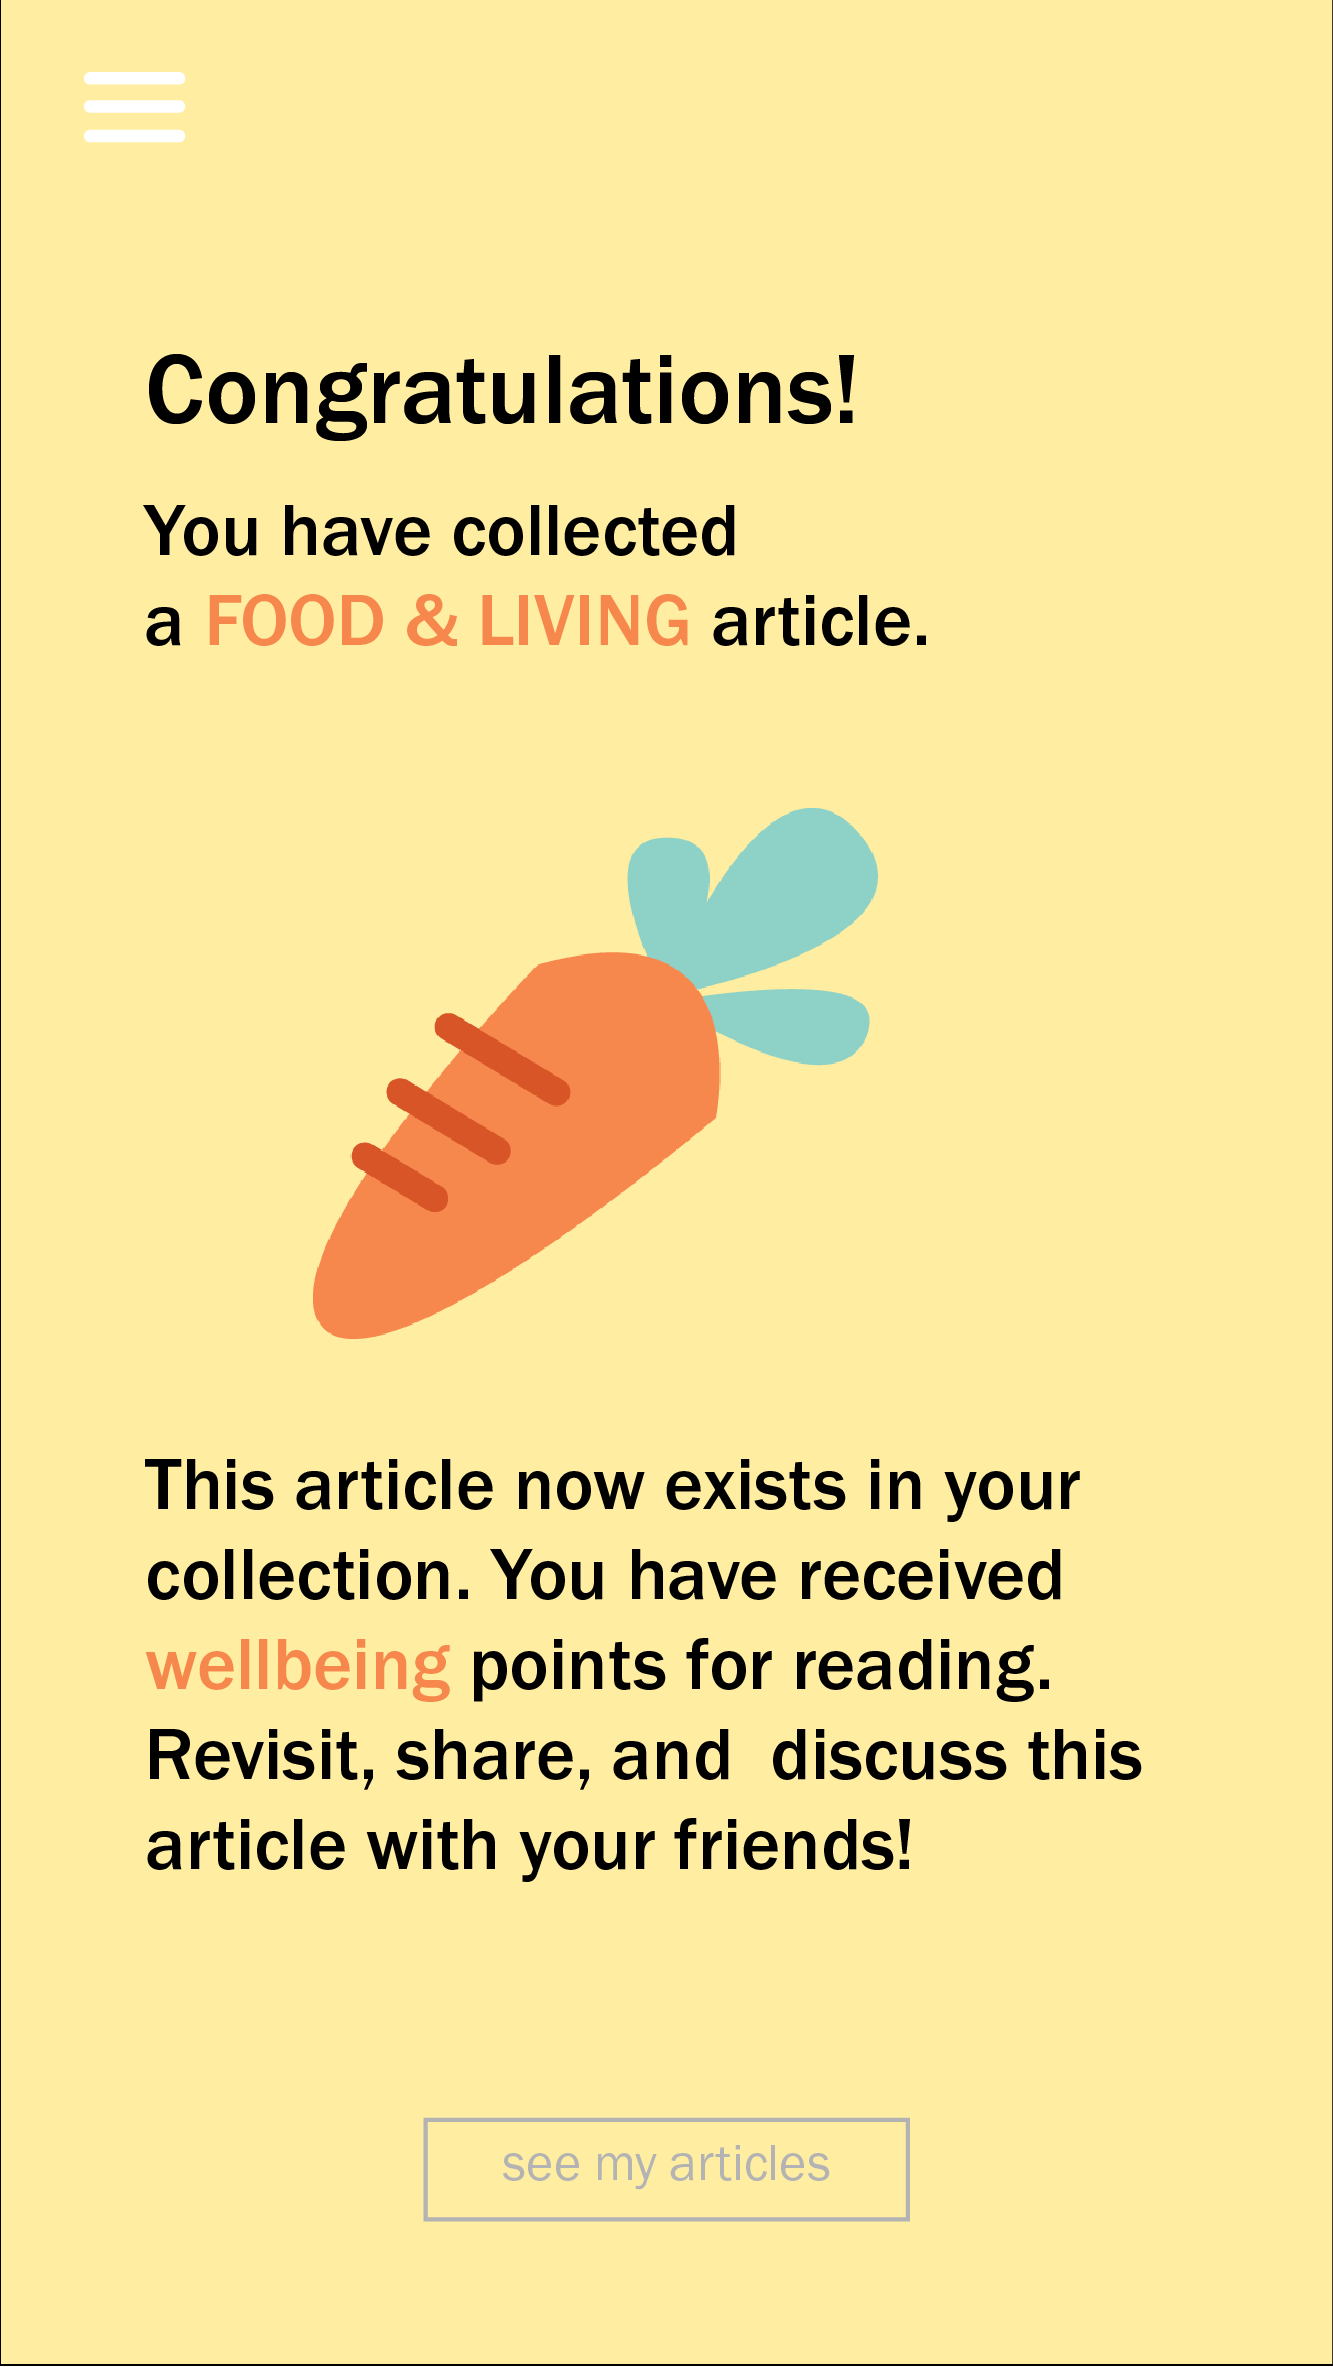 Congratulations!
You have collected
a FOOD & LIVING article.
This article now exists in your
collection. You have received
wellbeing points for reading.
Revisit, share, and  discuss this
article with your friends!
see my articles